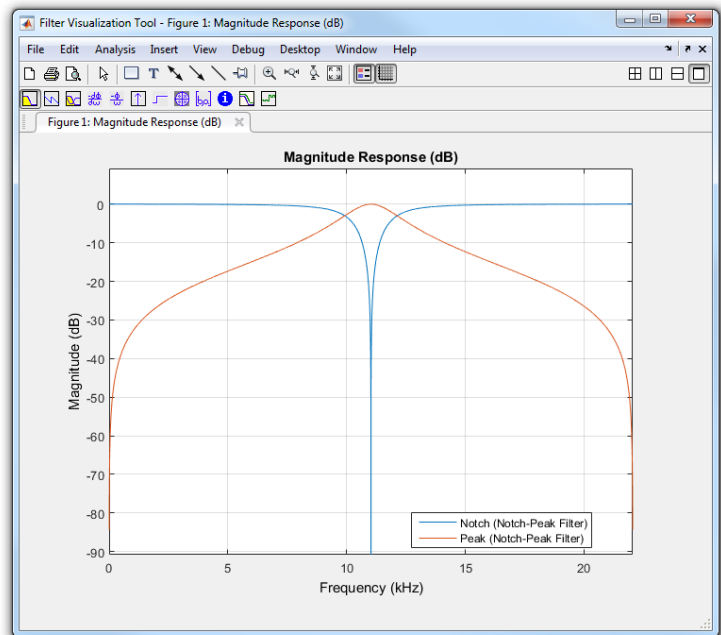 Filter Visualization Tool - Figure 1: Magnitude Response (dB)
File Edit Analysis Insert View Debug Desktop Window Help
Figure 1: Magnitude Response (dB)
Magnitude Response (dB)
0
-10
-20
-30
-40
-50
-60
-70
-80
-90
Magnitude (dB)
Notch (Notch-Peak Filter)
Peak (Notch-Peak Filter)
0 5 10 15 20
Frequency (kHz)